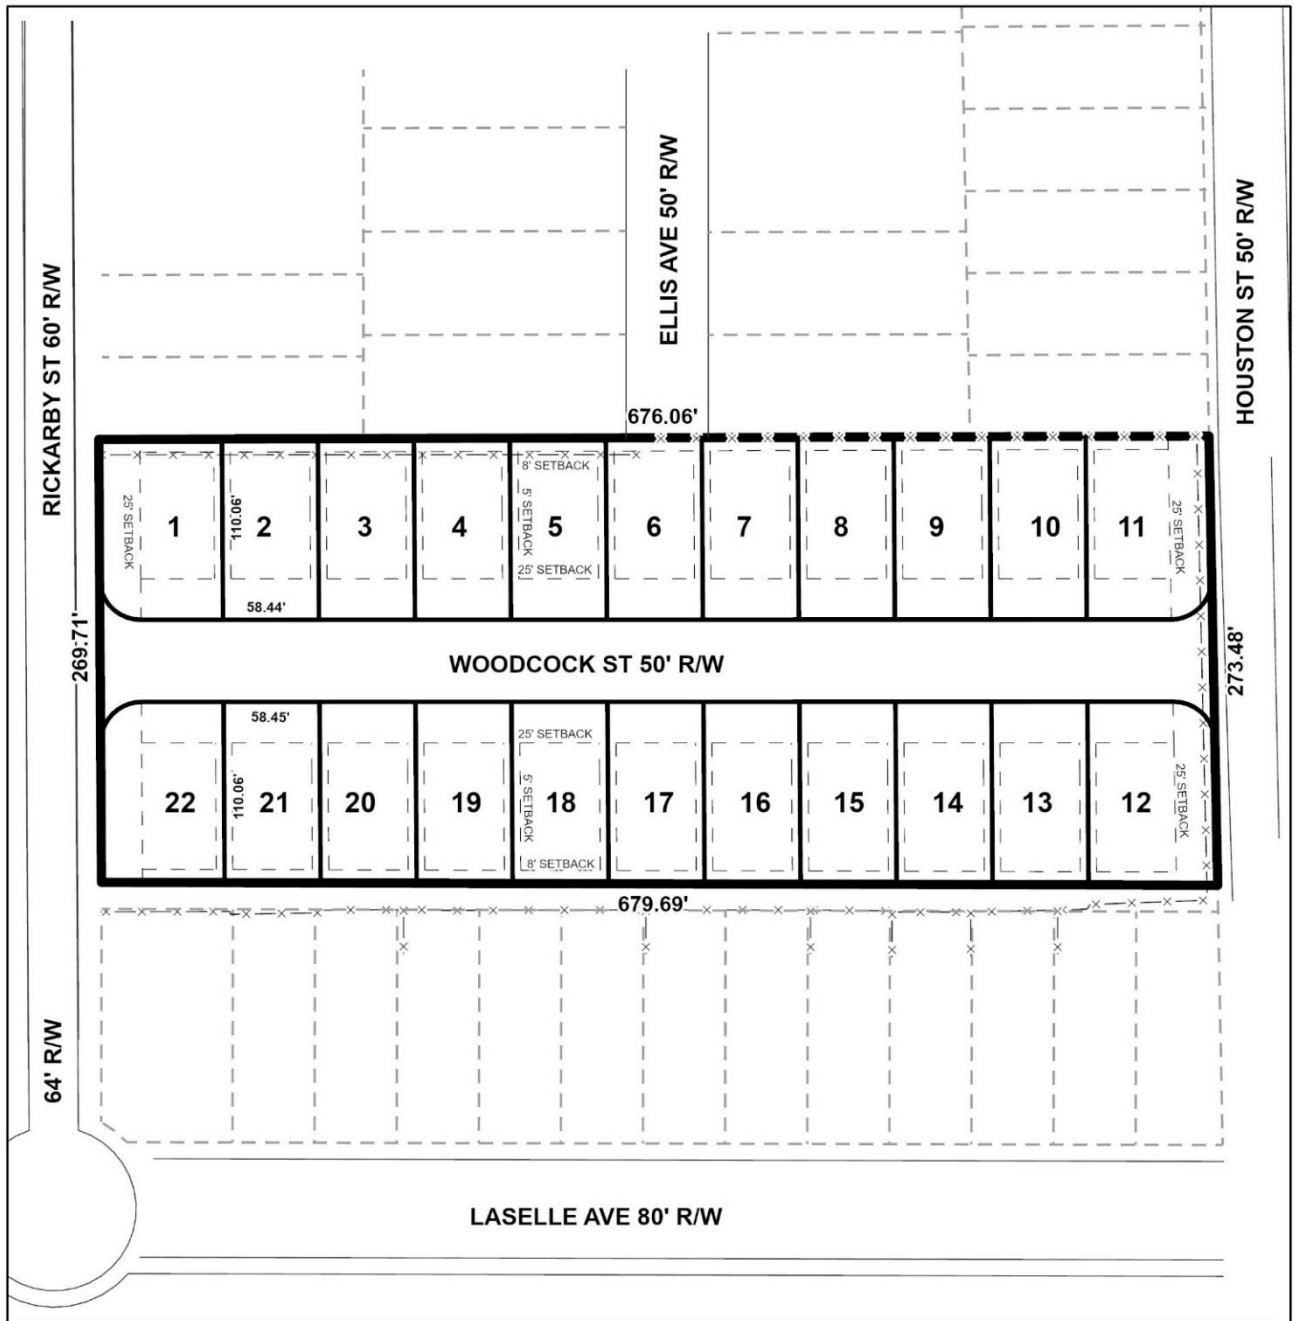 ELLIS AVE 50' R/W
HOUSTON ST 50' R/W
RICKARBY ST 60' R/W
676.06'
8' SETBACK
25' SETBACK
1
110.06'
2
3
4
5' SETBACK
5
6
7
8
9
10
11
25' SETBACK
25' SETBACK
58.44'
269.71'
WOODCOCK ST 50' R/W
273.48'
58.45'
25' SETBACK
22
110.06'
21
20
19
5' SETBACK
18
17
16
15
14
13
12
25' SETBACK
8' SETBACK
679.69'
64' R/W
LASELLE AVE 80' R/W